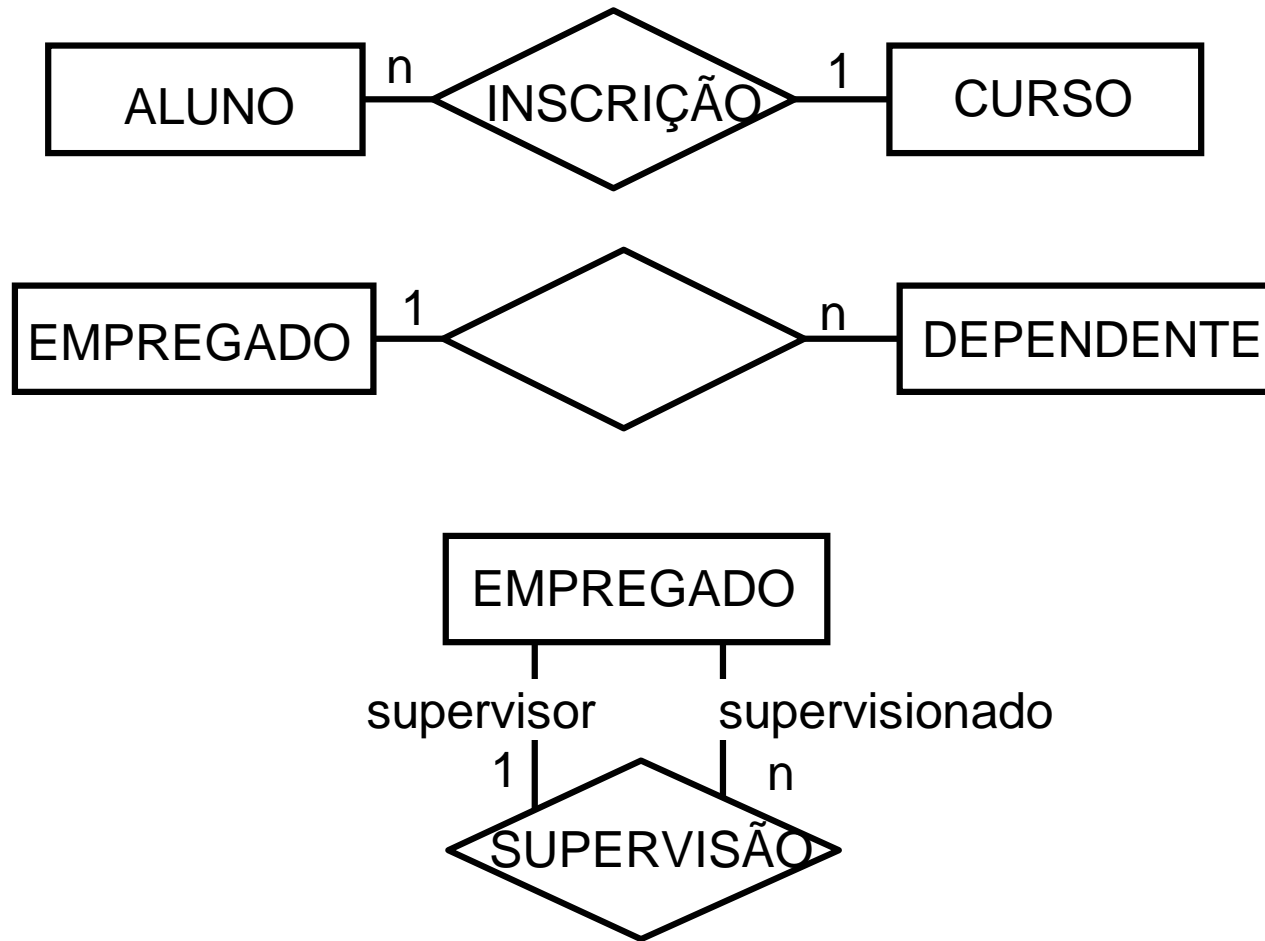 n
1
ALUNO
INSCRIÇÃO
CURSO
1
n
EMPREGADO
DEPENDENTE
EMPREGADO
supervisor
supervisionado
1
n
SUPERVISÃO